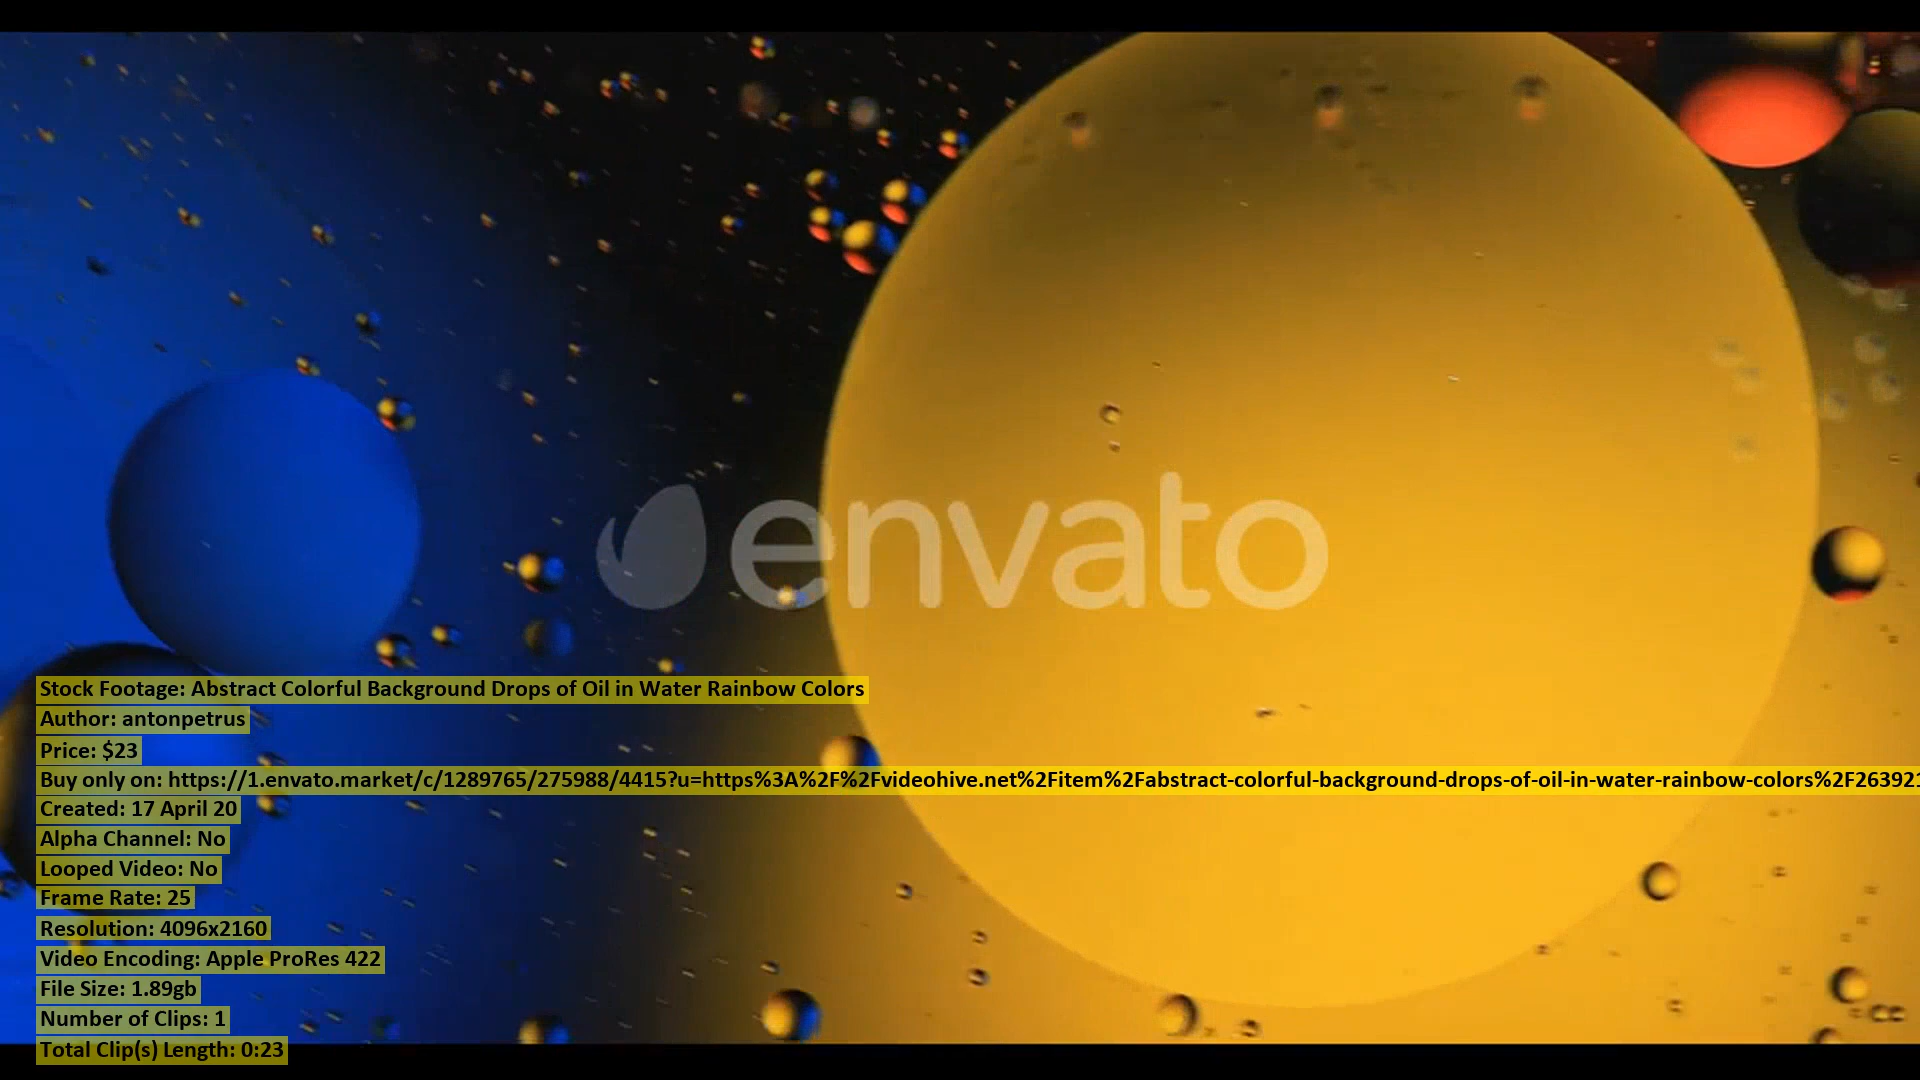 envato
Stock Footage: Abstract Colorful Background Drops of Oil in Water Rainbow Colors
Author: antonpetrus
Price: $23
Buy only on: https://1.envato.market/c/1289765/275988/4415?u=https%3A%2F%2Fvideohive.net%2Fitem%2Fabstract-colorful-background-drops-of-oil-in-water-rainbow-colors%2F263921
Created: 17 April 20
Alpha Channel: No
Looped Video: No
Frame Rate: 25
Resolution: 4096x2160
Video Encoding: Apple ProRes 422
File Size: 1.89gb
Number of Clips: 1
Total Clip(s) Length: 0:23